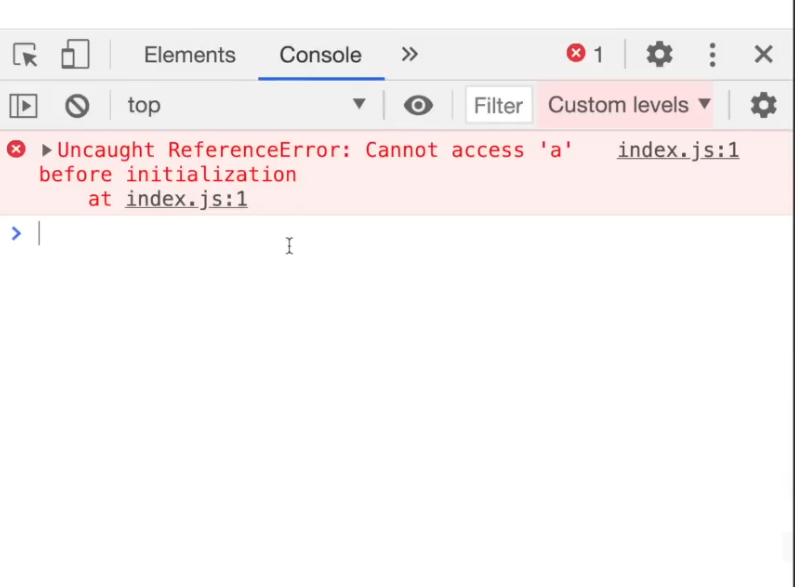 Elements Console 1
top Filter Custom levels
Uncaught ReferenceError: Cannot access 'a' index.js:1
before initialization
at index.js:1